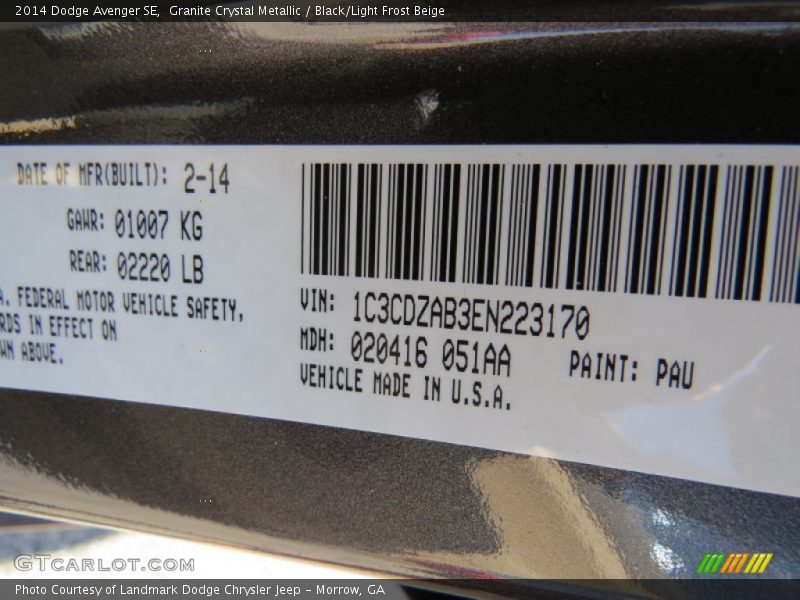 2014 Dodge Avenger SE,  Granite Crystal Metallic / Black/Light Frost Beige
DATE OF MFR(BUILT): 2-14
GAWR: 01007 KG
REAR: 02220 LB
A. FEDERAL MOTOR VEHICLE SAFETY,
RDS IN EFFECT ON
WN ABOVE.
VIN: 1C3CDZAB3EN223170
MDH: 020416 051AA PAINT: PAU
VEHICLE MADE IN U.S.A.
GTCARLOT.COM
Photo Courtesy of Landmark Dodge Chrysler Jeep – Morrow, GA